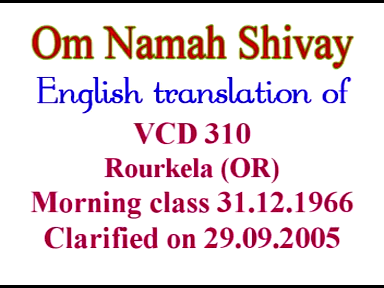 Om Namah Shivay
English translation of
VCD 310
Rourkela (OR)
Morning class 31.12.1966
Clarified on 29.09.2005